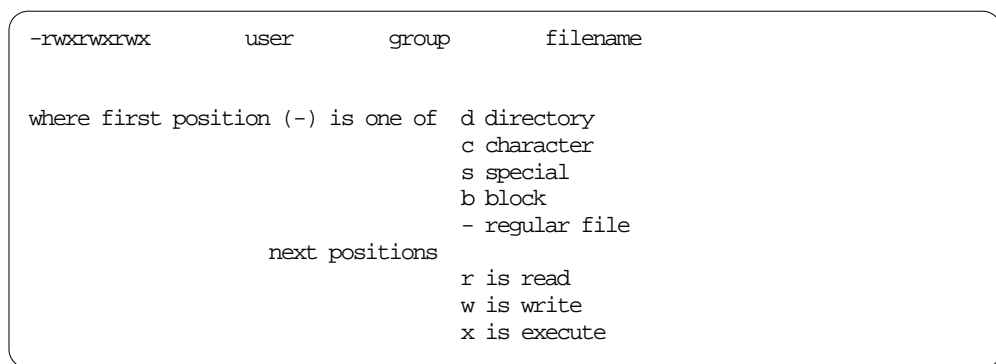 -rwxrwxrwx user group filename
where first position (-) is one of d directory
c character
s special
b block
- regular file
next positions
r is read
w is write
x is execute